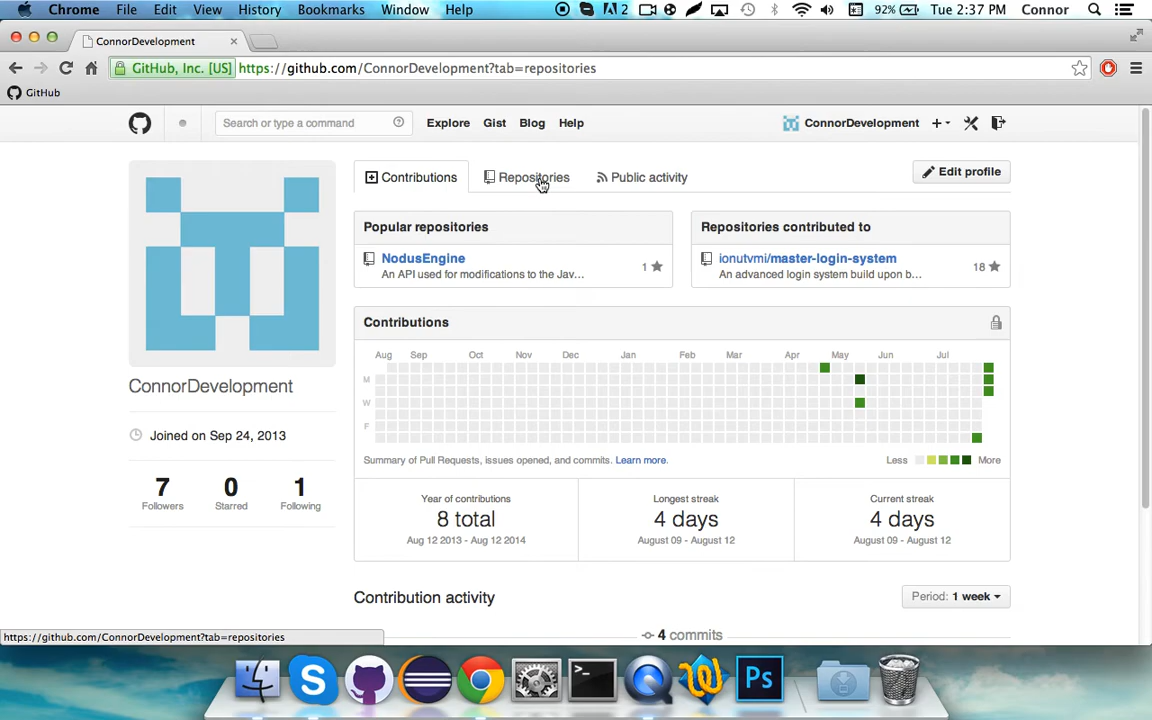 Chrome File Edit View History Bookmarks Window Help 2 92% Tue 2:37 PM Connor
ConnorDevelopment
GitHub, Inc. [US] https://github.com/ConnorDevelopment?tab=repositories
GitHub
Search or type a command Explore Gist Blog Help ConnorDevelopment
Contributions Repositories Public activity Edit profile
Popular repositories Repositories contributed to
NodusEngine ionutvmi/master-login-system
1 18
An API used for modifications to the Jav... An advanced login system build upon b...
Contributions
Aug Sep Oct Nov Dec Jan Feb Mar Apr May Jun Jul
M
W
F
ConnorDevelopment
Joined on Sep 24, 2013
Summary of Pull Requests, issues opened, and commits. Learn more. Less More
7 0 1
Followers Starred Following
Year of contributions Longest streak Current streak
8 total 4 days 4 days
Aug 12 2013 - Aug 12 2014 August 09 - August 12 August 09 - August 12
Contribution activity Period: 1 week
4 commits
https://github.com/ConnorDevelopment?tab=repositories
>_
Ps